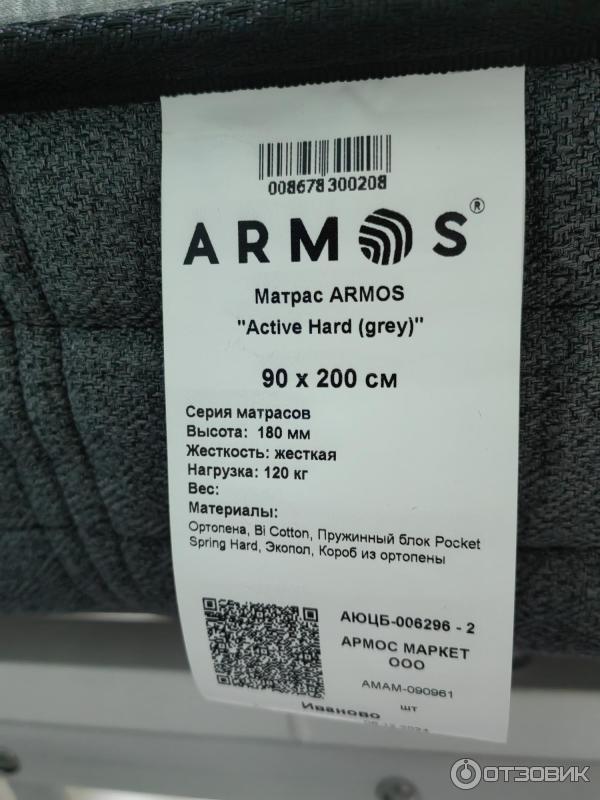 008678 300208
ARMOS®
Матрас ARMOS
"Active Hard (grey)"
90 x 200 см
Серия матрасов
Высота: 180 мм
Жесткость: жесткая
Нагрузка: 120 кг
Вес:
Материалы:
Ортопена, Bi Cotton, Пружинный блок Pocket
Spring Hard, Экопол, Короб из ортопены
АЮЦБ-006296 - 2
АРМОС МАРКЕТ
ООО
АМАМ-090961
шт
Иваново
ОТЗОВИК